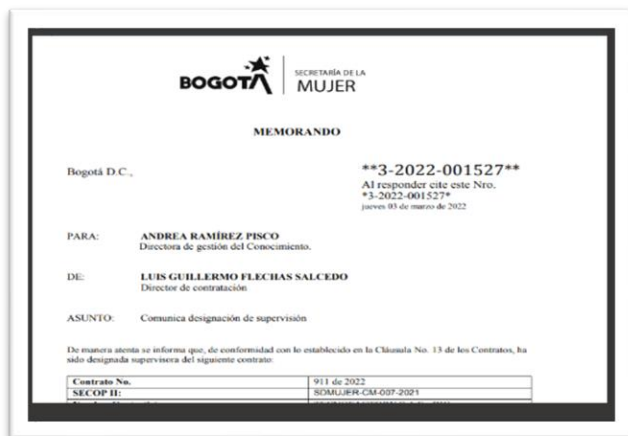 BOGOTÁ
SECRETARÍA DE LA
MUJER
MEMORANDO
Bogotá D.C.,
**3-2022-001527**
Al responder cite este Nro.
*3-2022-001527*
jueves 03 de marzo de 2022
PARA: ANDREA RAMÍREZ PISCO
Directora de gestión del Conocimiento.
DE: LUIS GUILLERMO FLECHAS SALCEDO
Director de contratación
ASUNTO: Comunica designación de supervisión
De manera atenta se informa que, de conformidad con lo establecido en la Cláusula No. 13 de los Contratos, ha
sido designada supervisora del siguiente contrato:
Contrato No. 911 de 2022
SECOP II: SDMUJER-CM-007-2021